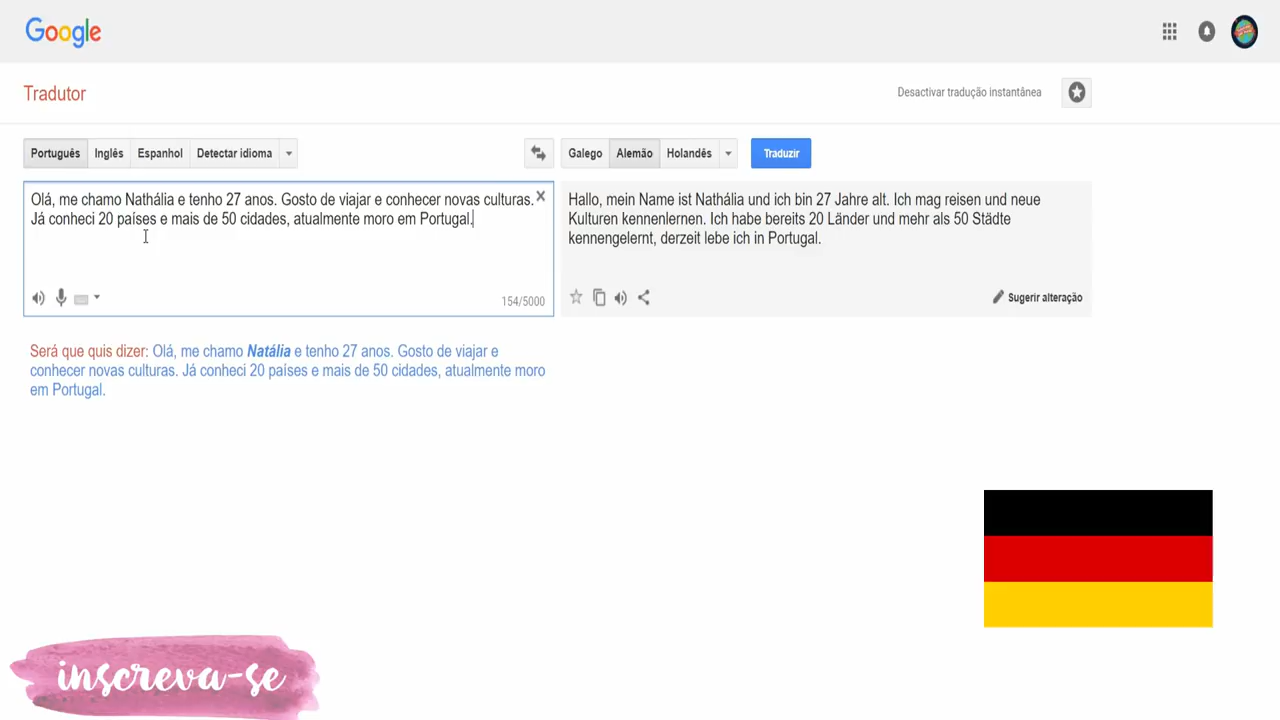 Google
Tradutor
Desactivar tradução instantânea
Português Inglês Espanhol Detectar idioma
Galego Alemão Holandês Traduzir
Olá, me chamo Nathália e tenho 27 anos. Gosto de viajar e conhecer novas culturas.
Já conheci 20 países e mais de 50 cidades, atualmente moro em Portugal.
154/5000
Hallo, mein Name ist Nathália und ich bin 27 Jahre alt. Ich mag reisen und neue
Kulturen kennenlernen. Ich habe bereits 20 Länder und mehr als 50 Städte
kennengelernt, derzeit lebe ich in Portugal.
Sugerir alteração
Será que quis dizer: Olá, me chamo Natália e tenho 27 anos. Gosto de viajar e
conhecer novas culturas. Já conheci 20 países e mais de 50 cidades, atualmente moro
em Portugal.
inscreva-se